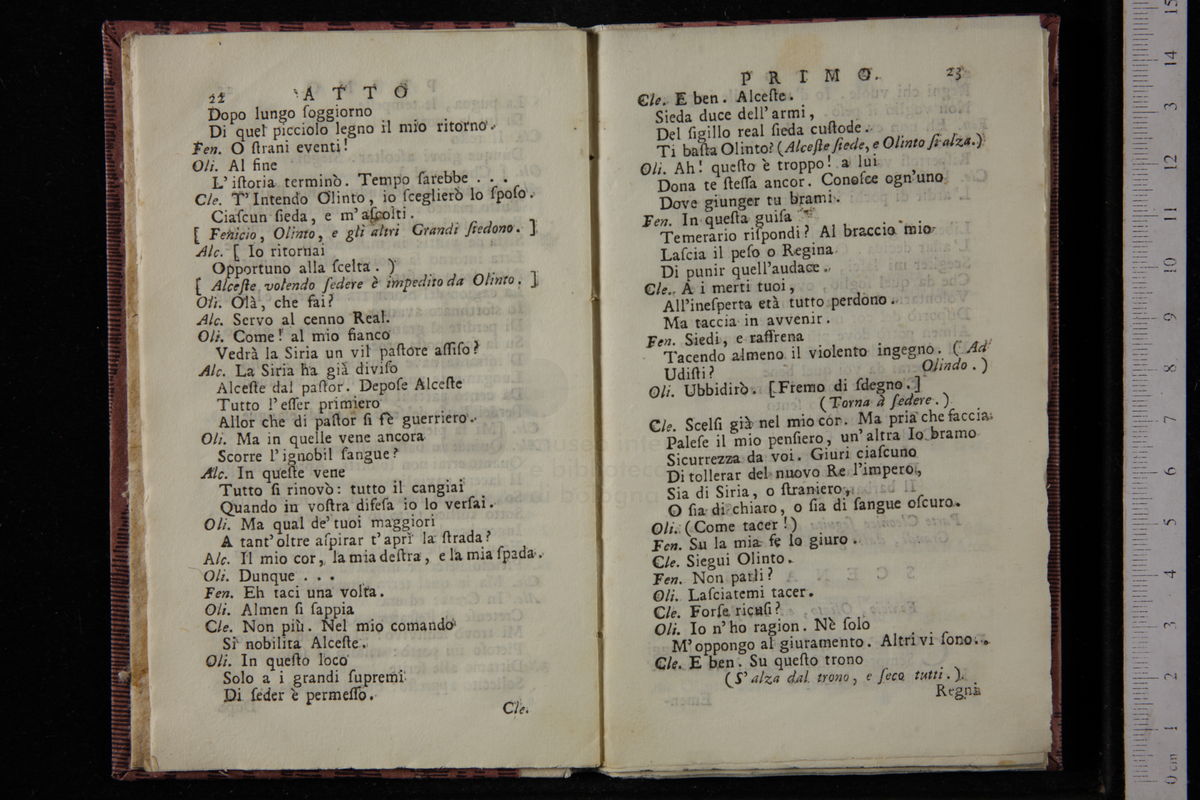 22 ATTO
Dopo lungo ſoggiorno
Di quel picciolo legno il mio ritorno.
Fen. O ſtrani eventi!
Oli. Al fine
L' iſtoria terminò. Tempo ſarebbe . . .
Cle. T'Intendo Olinto, io ſceglierò lo ſpoſo.
Ciaſcun ſieda, e m'aſcolti.
[ Fenicio, Olinto, e gli altri Grandi ſiedono. ]
Alc. [ Io ritornai
Opportuno alla ſcelta. )
[ Alceſte volendo ſedere è impedito da Olinto. ]
Oli. Olà, che fai?
Alc. Servo al cenno Real.
Oli. Come! al mio fianco
Vedrà la Siria un vil paſtore aſſiſo?
Alc. La Siria ha già diviſo
Alceſte dal paſtor. Depoſe Alceſte
Tutto l'eſſer primiero
Allor che di paſtor ſi fè guerriero.
Oli. Ma in quelle vene ancora
Scorre l'ignobil ſangue?
Alc. In queſte vene
Tutto ſi rinovò: tutto il cangiai
Quando in voſtra difeſa io lo verſai.
Oli. Ma qual de' tuoi maggiori
A tant'oltre aſpirar t'aprì la ſtrada?
Alc. Il mio cor, la mia deſtra, e la mia ſpada.
Oli. Dunque . . .
Fen. Eh taci una volta.
Oli. Almen ſi ſappia
Cle. Non più. Nel mio comando
Si nobilita Alceſte.
Oli. In queſto loco
Solo a i grandi ſupremi
Di ſeder è permeſſo.
Cle.
PRIMO. 23
Cle. E ben. Alceſte.
Sieda duce dell'armi,
Del ſigillo real ſieda cuſtode.
Ti baſta Olinto? (Alceſte ſiede, e Olinto ſi alza.)
Oli. Ah! queſto è troppo! a lui
Dona te ſteſſa ancor. Conoſce ogn'uno
Dove giunger tu brami.
Fen. In queſta guiſa
Temerario riſpondi? Al braccio mio
Laſcia il peſo o Regina
Di punir quell'audace.
Cle. A i merti tuoi,
All'ineſperta età tutto perdono.
Ma taccia in avvenir.
Fen. Siedi, e raffrena
Tacendo almeno il violento ingegno. ( Ad
Udiſti? Olindo. )
Oli. Ubbidirò. [Fremo di ſdegno.]
(Torna a ſedere.)
Cle. Scelſi già nel mio cor. Ma pria che faccia
Paleſe il mio penſiero, un'altra Io bramo
Sicurrezza da voi. Giuri ciaſcuno
Di tollerar del nuovo Re l'impero,
Sia di Siria, o ſtraniero,
O ſia di chiaro, o ſia di ſangue oſcuro.
Oli. (Come tacer!)
Fen. Su la mia fe lo giuro.
Cle. Siegui Olinto.
Fen. Non parli?
Oli. Laſciatemi tacer.
Cle. Forſe ricuſi?
Oli. Io n'ho ragion. Nè ſolo
M'oppongo al giuramento. Altri vi ſono. .
Cle. E ben. Su queſto trono
(S'alza dal trono, e ſeco tutti.)
Regna